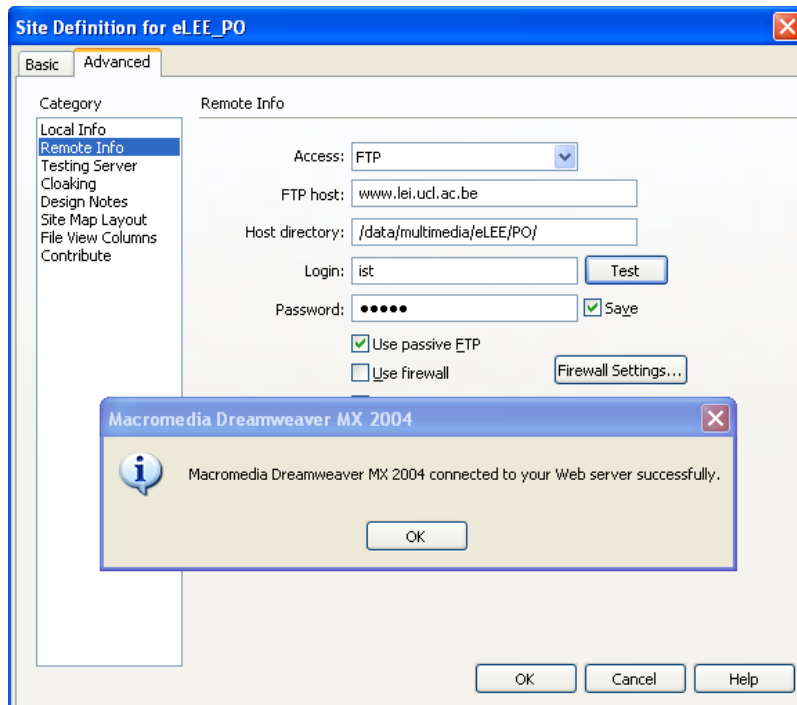 Site Definition for eLEE_PO
Basic
Advanced
Category
Remote Info
Local Info
Remote Info
Testing Server
Cloaking
Design Notes
Site Map Layout
File View Columns
Contribute
Access: FTP
FTP host: www.lei.ucl.ac.be
Host directory: /data/multimedia/eLEE/PO/
Login: ist
Test
Password: ●●●●●
Save
Use passive FTP
Use firewall
Firewall Settings...
Macromedia Dreamweaver MX 2004
Macromedia Dreamweaver MX 2004 connected to your Web server successfully.
OK
OK
Cancel
Help